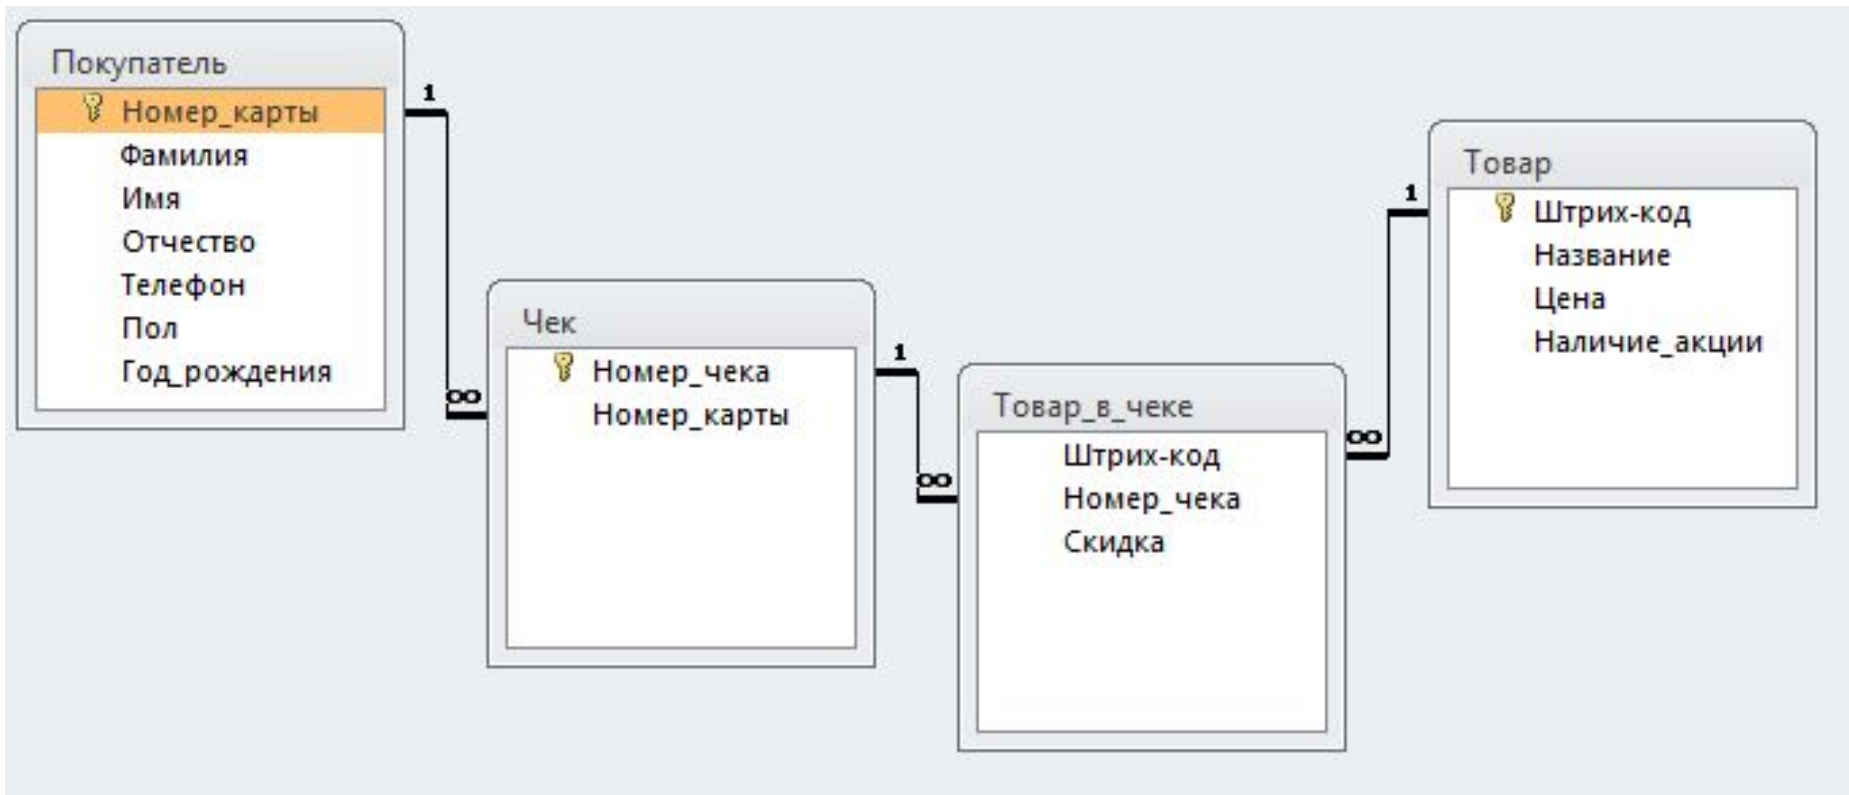 Покупатель
Номер_карты
Фамилия
Имя
Отчество
Телефон
Пол
Год_рождения
1
∞
Чек
Номер_чека
Номер_карты
1
∞
Товар_в_чеке
Штрих-код
Номер_чека
Скидка
∞
1
Товар
Штрих-код
Название
Цена
Наличие_акции